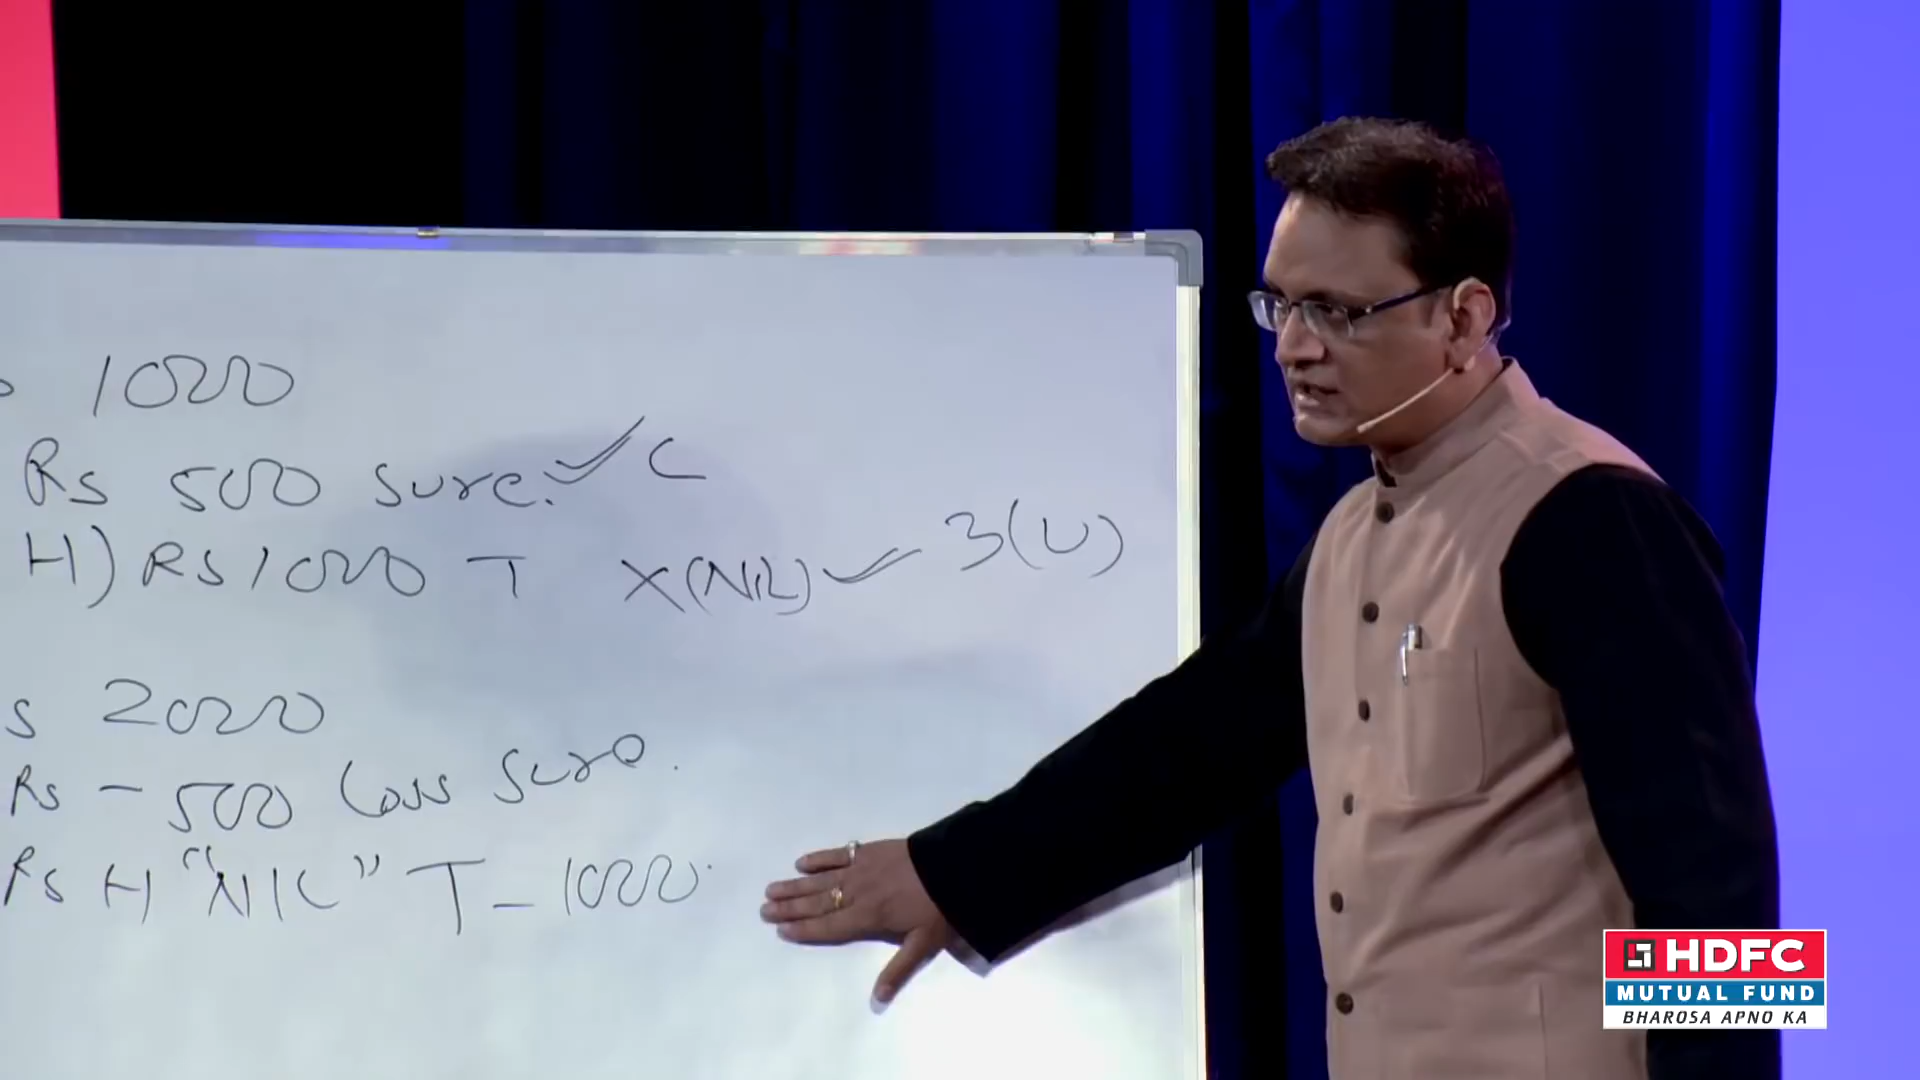 1000
Rs 500 sure. ✓ C
H) RS 1000 T X(NIL) ✓ 3(U)
s 2000
Rs - 500 Loss Sure.
Rs H "NIL" T - 1000
HDFC
MUTUAL FUND
BHAROSA APNO KA